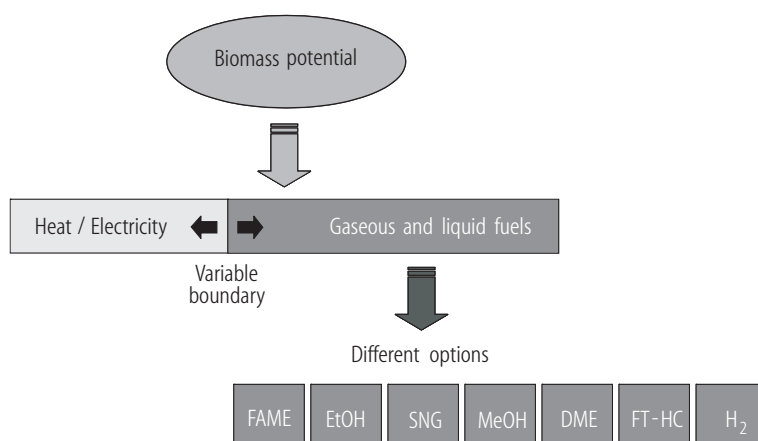 Biomass potential
Heat / Electricity
Gaseous and liquid fuels
Variable
boundary
Different options
FAME
EtOH
SNG
MeOH
DME
FT-HC
H₂